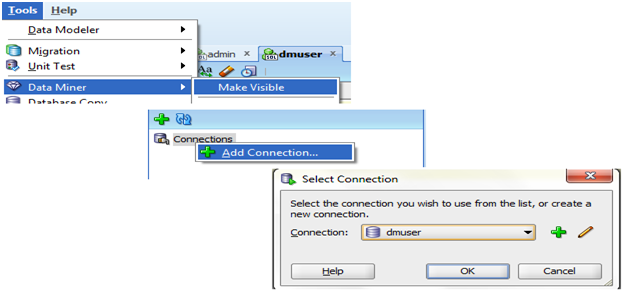 Tools Help
Data Modeler
Migration
Unit Test
admin
dmuser
Data Miner
Make Visible
Database Copy
Connections
Add Connection...
Select Connection
Select the connection you wish to use from the list, or create a
new connection.
Connection: dmuser
Help OK Cancel